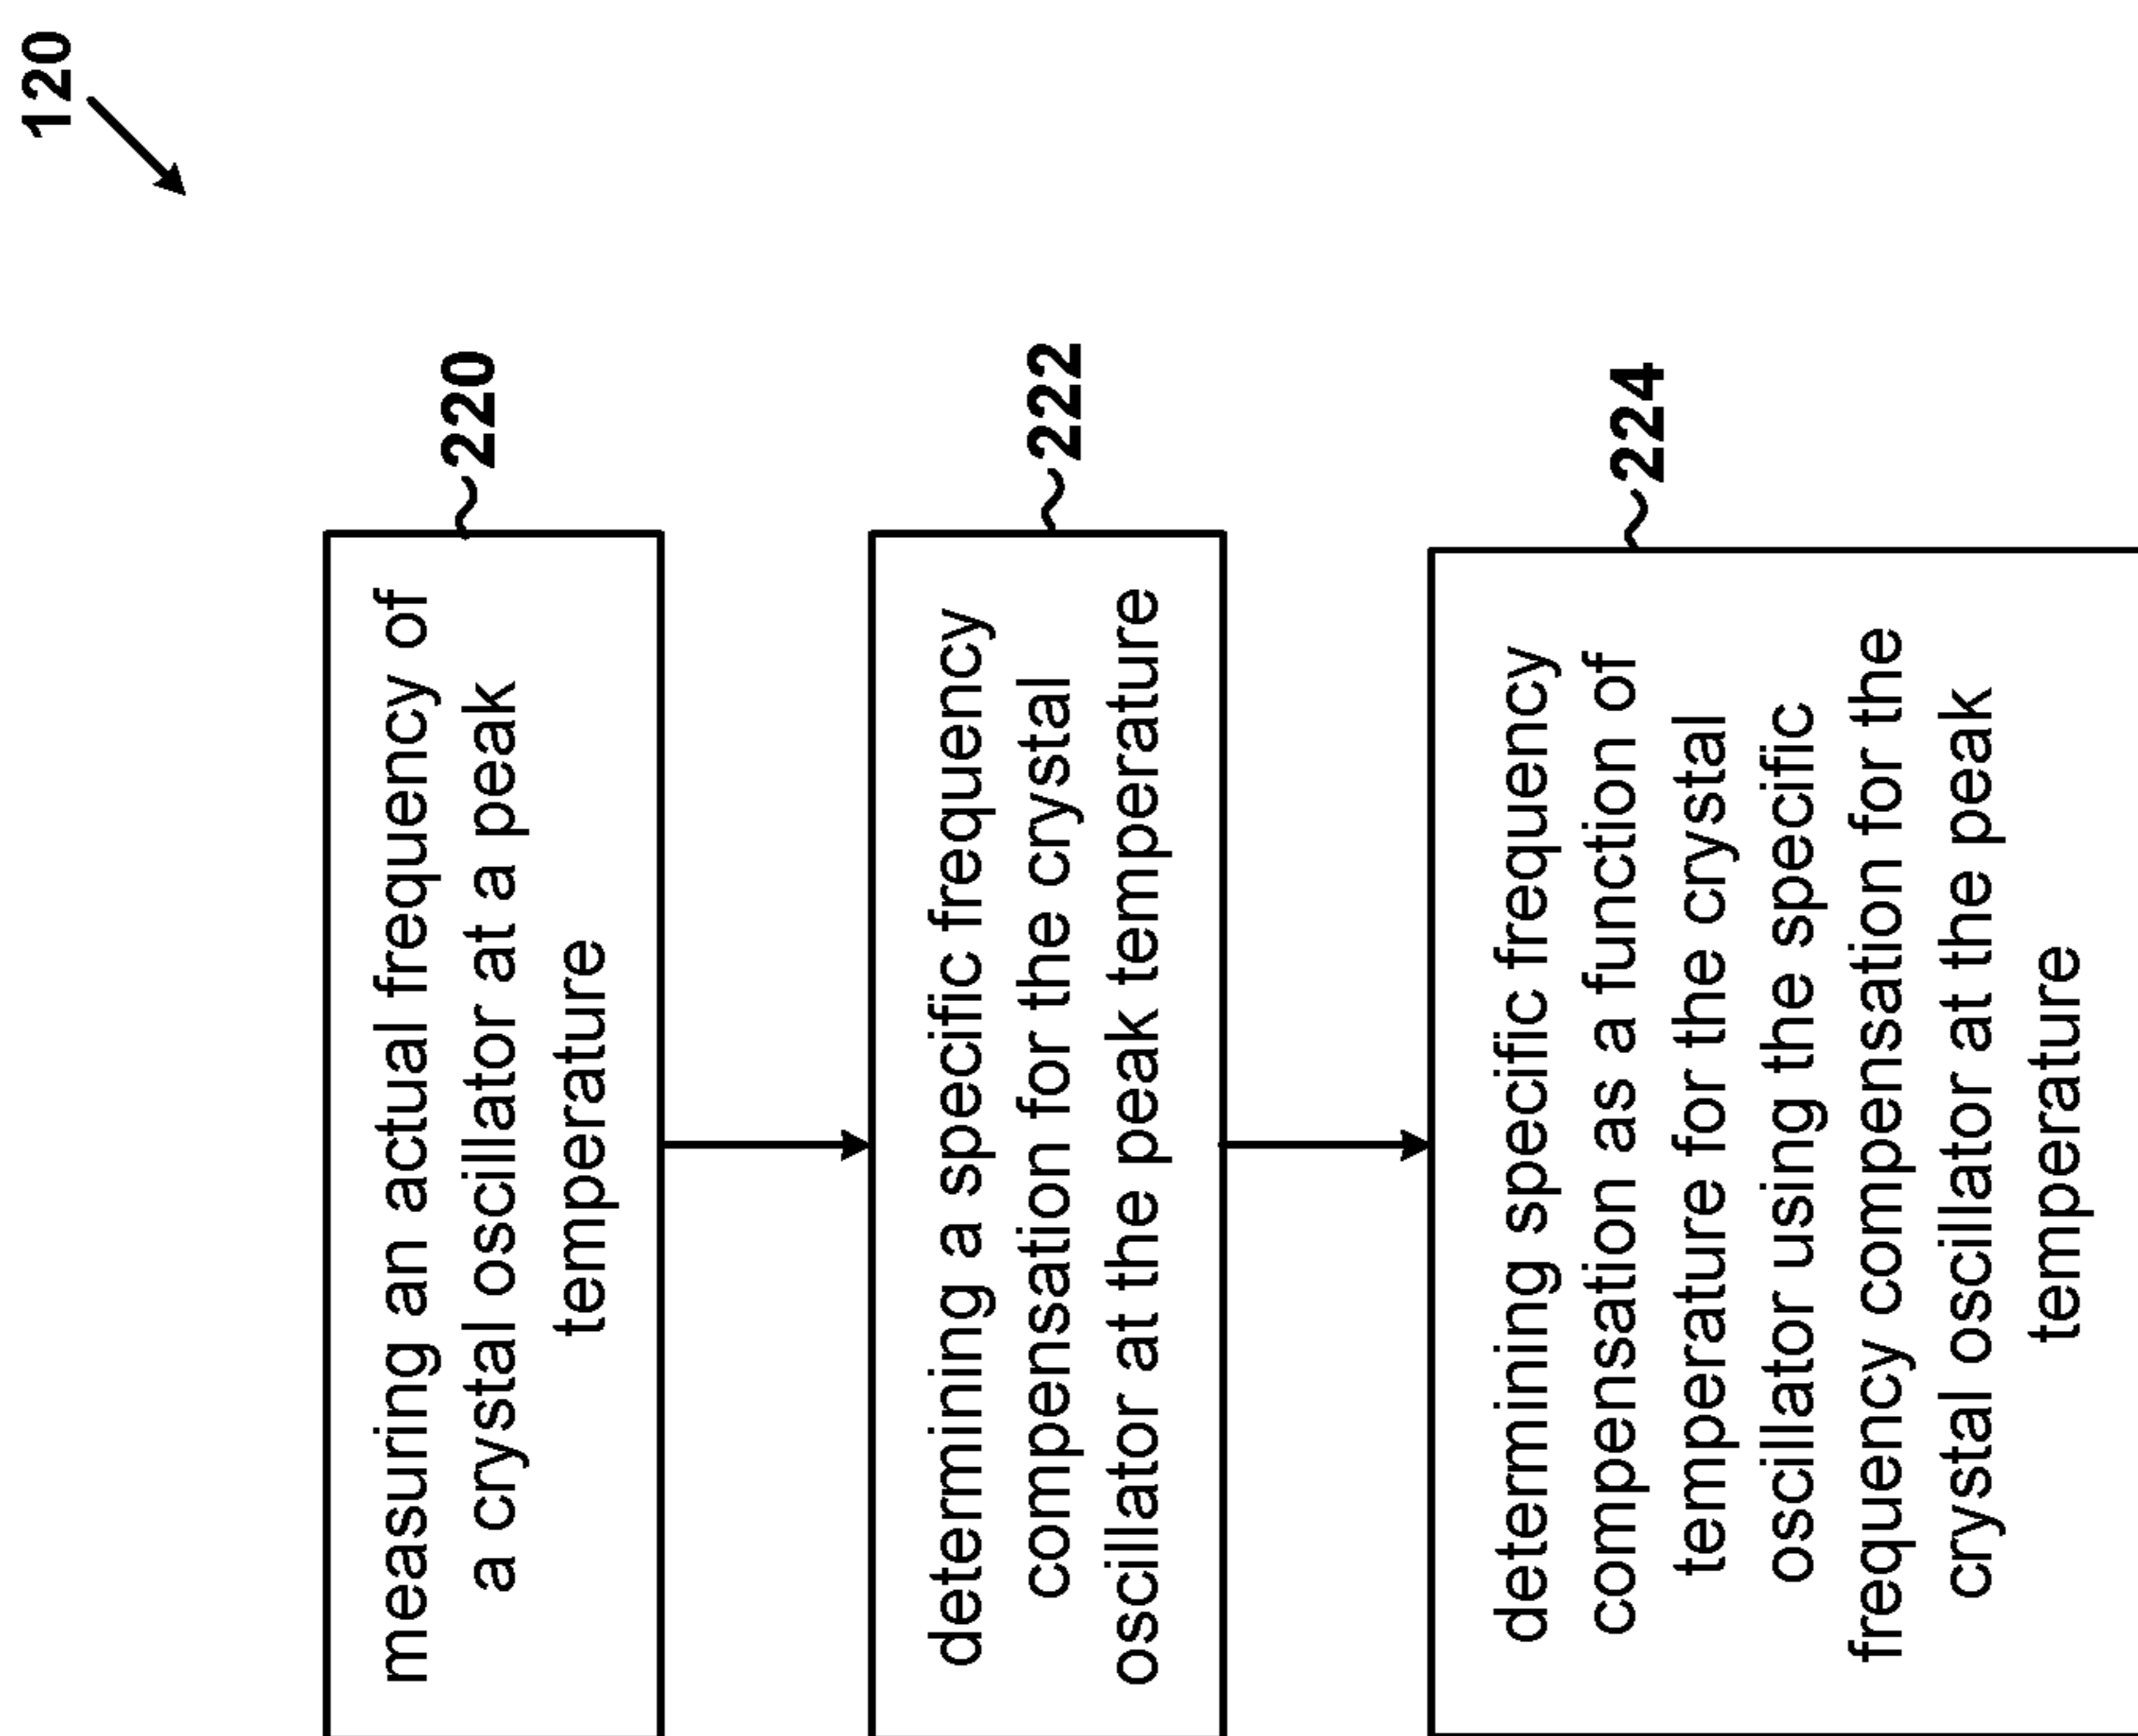 120
measuring an actual frequency of
a crystal oscillator at a peak
temperature
~220
determining a specific frequency
compensation for the crystal
oscillator at the peak temperature
~222
determining specific frequency
compensation as a function of
temperature for the crystal
oscillator using the specific
frequency compensation for the
crystal oscillator at the peak
temperature
~224